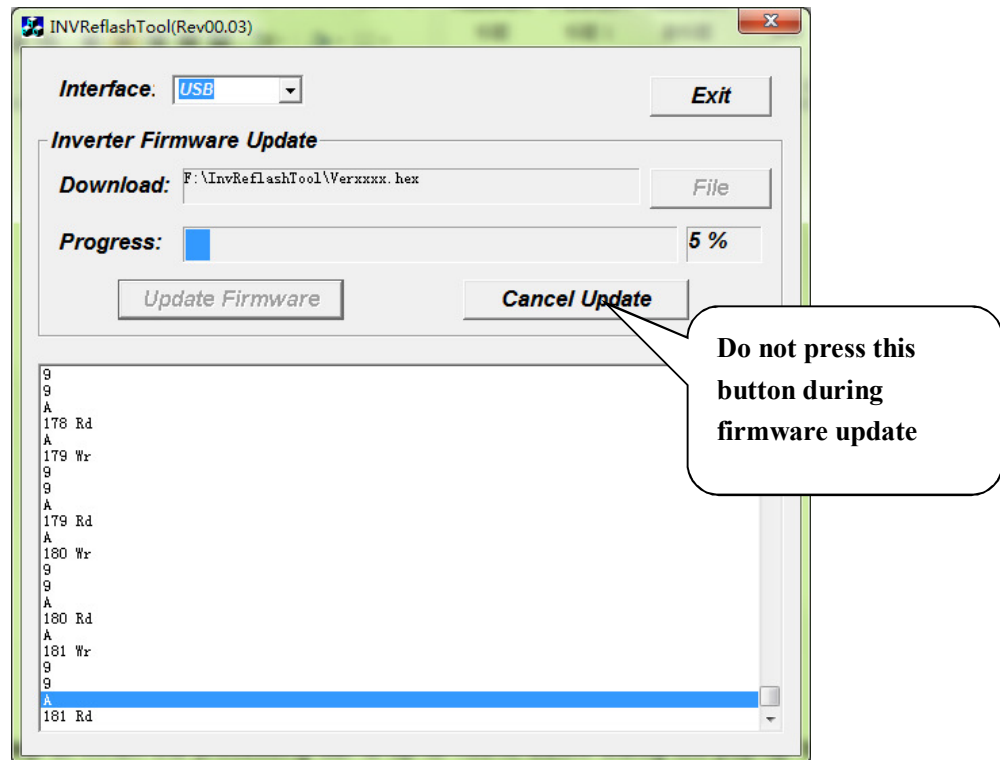 INVReflashTool(Rev00.03)
Interface: USB
Exit
Inverter Firmware Update
Download: F:\InvReflashTool\Verxxxx.hex
File
Progress:
5 %
Update Firmware
Cancel Update
Do not press this
button during
firmware update
9
9
A
178 Rd
A
179 Wr
9
9
A
179 Rd
A
180 Wr
9
9
A
180 Rd
A
181 Wr
9
9
A
181 Rd